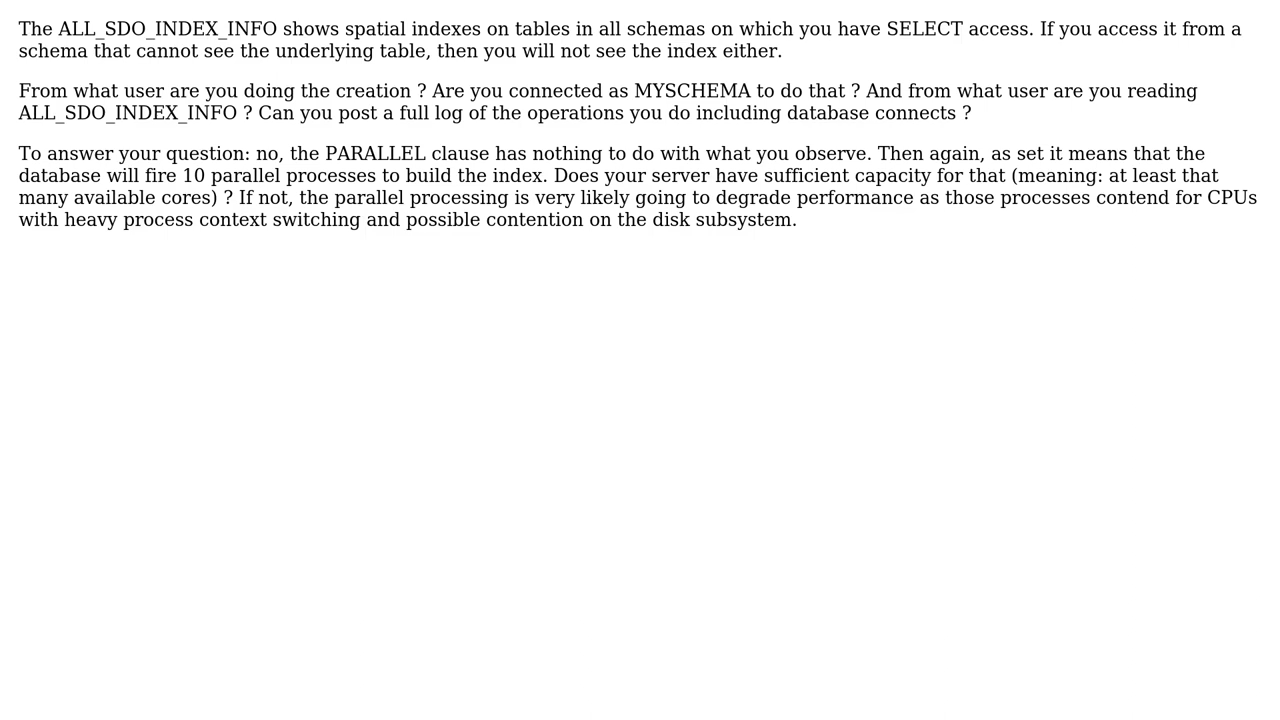 The ALL_SDO_INDEX_INFO shows spatial indexes on tables in all schemas on which you have SELECT access. If you access it from a
schema that cannot see the underlying table, then you will not see the index either.
From what user are you doing the creation ? Are you connected as MYSCHEMA to do that ? And from what user are you reading
ALL_SDO_INDEX_INFO ? Can you post a full log of the operations you do including database connects ?
To answer your question: no, the PARALLEL clause has nothing to do with what you observe. Then again, as set it means that the
database will fire 10 parallel processes to build the index. Does your server have sufficient capacity for that (meaning: at least that
many available cores) ? If not, the parallel processing is very likely going to degrade performance as those processes contend for CPUs
with heavy process context switching and possible contention on the disk subsystem.